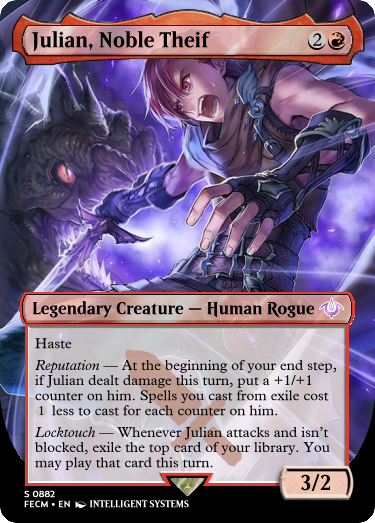 Julian, Noble Theif 2
Legendary Creature — Human Rogue
Haste
Reputation — At the beginning of your end step,
if Julian dealt damage this turn, put a +1/+1
counter on him. Spells you cast from exile cost
1 less to cast for each counter on him.
Locktouch — Whenever Julian attacks and isn't
blocked, exile the top card of your library. You
may play that card this turn.
3/2
S 0882
FECM • EN INTELLIGENT SYSTEMS